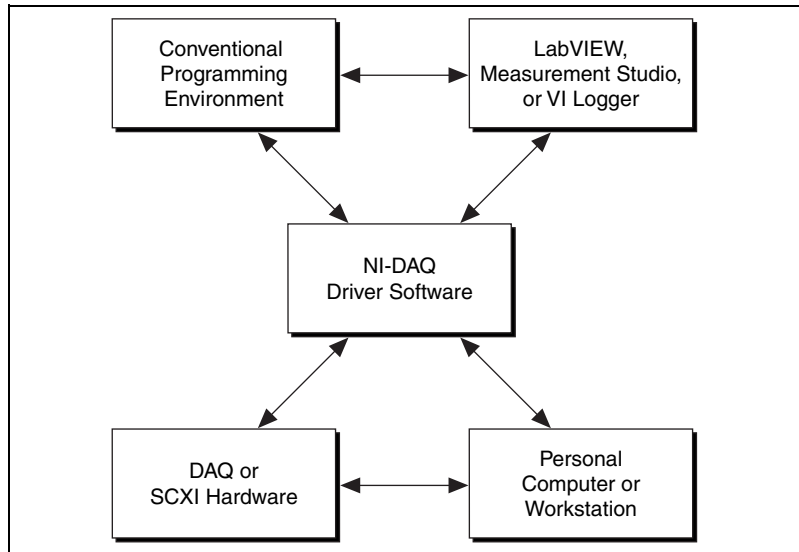 Conventional
Programming
Environment
LabVIEW,
Measurement Studio,
or VI Logger
NI-DAQ
Driver Software
DAQ or
SCXI Hardware
Personal
Computer or
Workstation